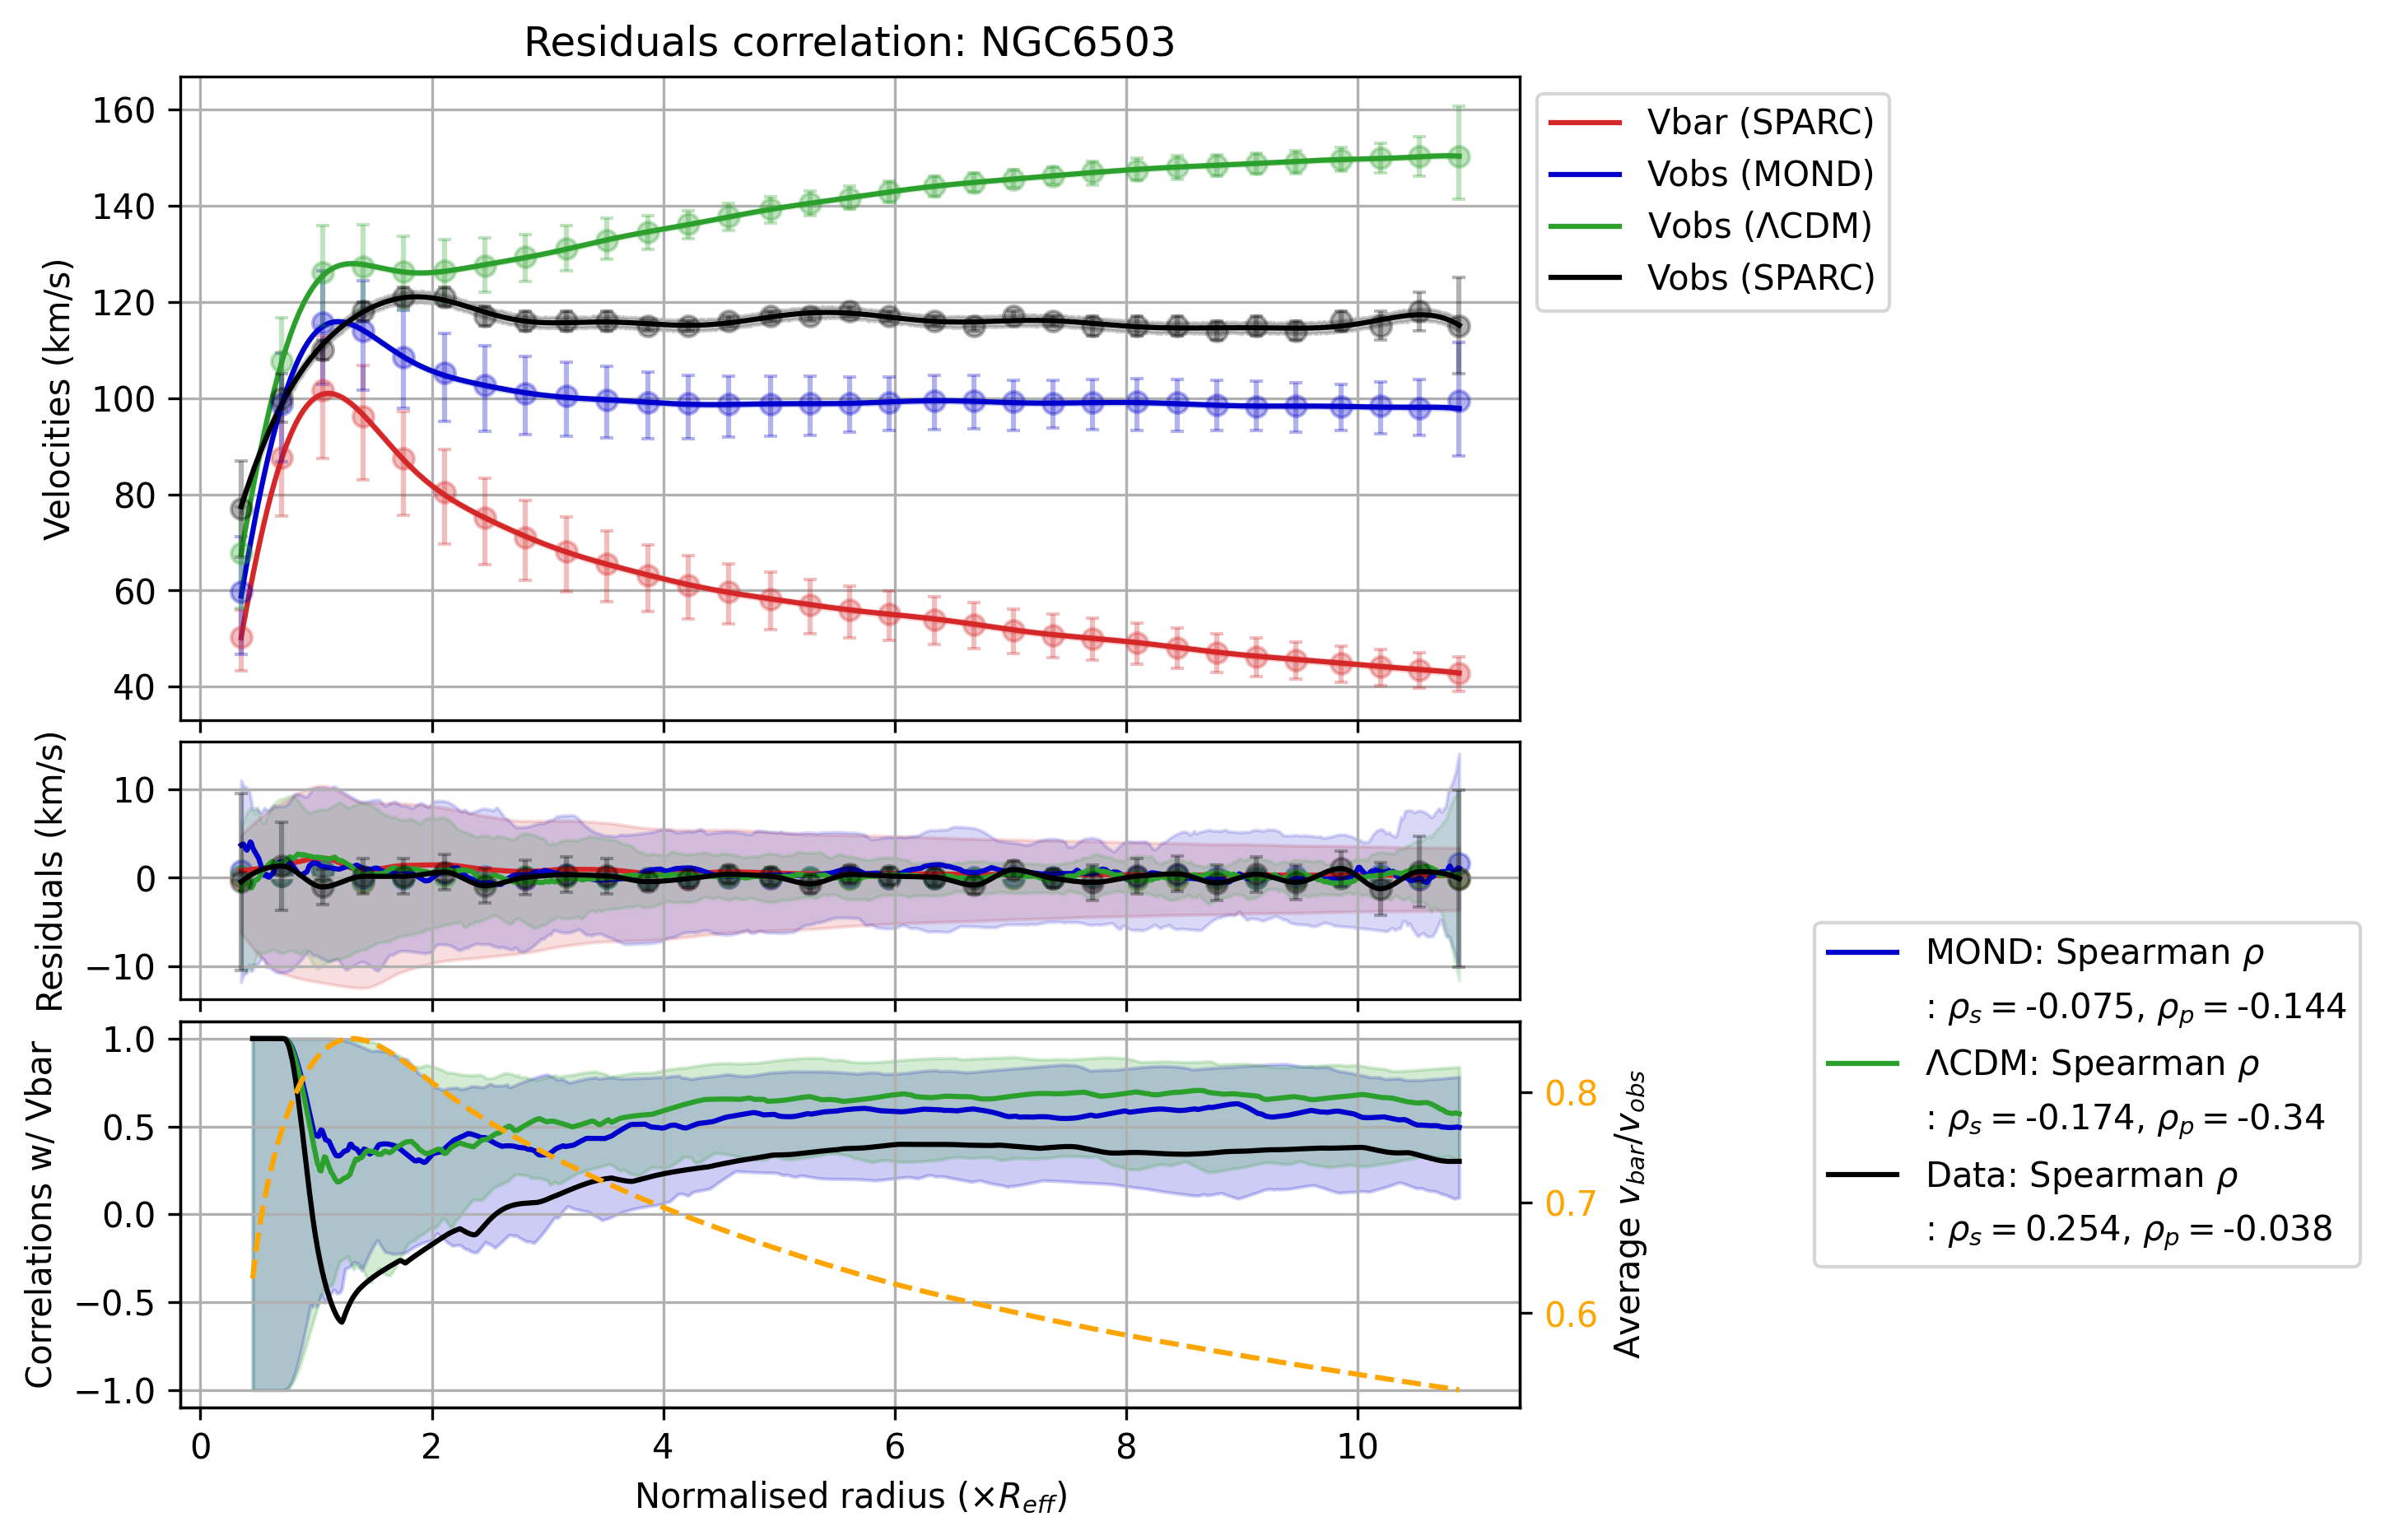 Residuals correlation: NGC6503
Velocities (km/s)
160
140
120
100
80
60
40
Vbar (SPARC)
Vobs (MOND)
Vobs (ΛCDM)
Vobs (SPARC)
Residuals (km/s)
10
0
−10
Correlations w/ Vbar
1.0
0.5
0.0
−0.5
−1.0
0.8
0.7
0.6
Average v_bar/v_obs
MOND: Spearman ρ
: ρ_s = -0.075, ρ_p = -0.144
ΛCDM: Spearman ρ
: ρ_s = -0.174, ρ_p = -0.34
Data: Spearman ρ
: ρ_s = 0.254, ρ_p = -0.038
0 2 4 6 8 10
Normalised radius (×R_eff)